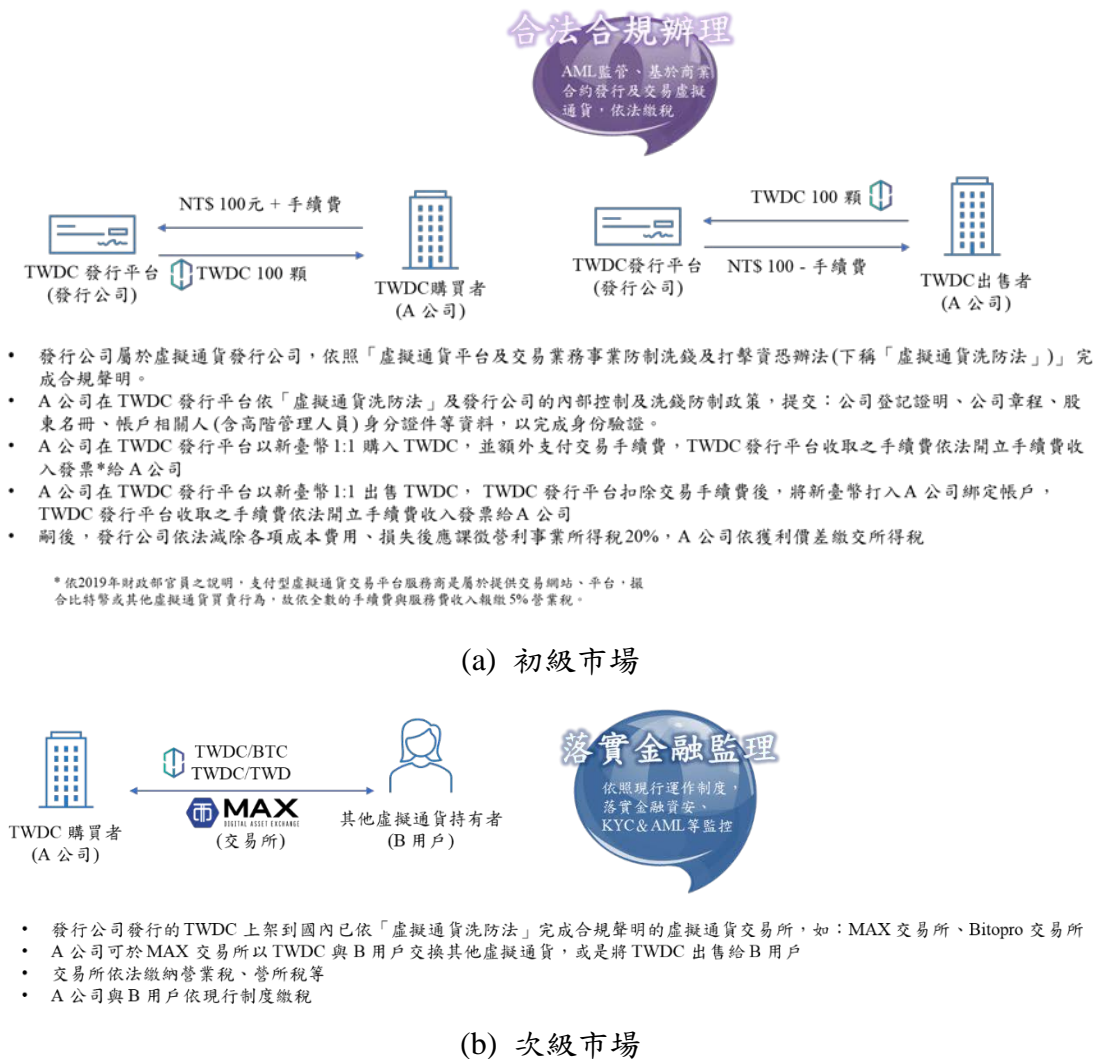 合法合規辦理
AML監管、基於商業
合約發行及交易虛擬
通貨，依法繳稅
NT$ 100元 + 手續費
TWDC 100 顆
TWDC 發行平台
(發行公司)
TWDC購買者
(A 公司)
TWDC 100 顆
NT$ 100 - 手續費
TWDC發行平台
(發行公司)
TWDC出售者
(A 公司)
• 發行公司屬於虛擬通貨發行公司，依照「虛擬通貨平台及交易業務事業防制洗錢及打擊資恐辦法(下稱「虛擬通貨洗防法」)」完
成合規聲明。
• A 公司在 TWDC 發行平台依「虛擬通貨洗防法」及發行公司的內部控制及洗錢防制政策，提交：公司登記證明、公司章程、股
東名冊、帳戶相關人(含高階管理人員)身分證件等資料，以完成身份驗證。
• A 公司在 TWDC 發行平台以新臺幣1:1 購入 TWDC，並額外支付交易手續費，TWDC 發行平台收取之手續費依法開立手續費收
入發票*給 A 公司
• A 公司在 TWDC 發行平台以新臺幣1:1 出售 TWDC， TWDC 發行平台扣除交易手續費後，將新臺幣打入A 公司綁定帳戶，
TWDC 發行平台收取之手續費依法開立手續費收入發票給A 公司
• 嗣後，發行公司依法減除各項成本費用、損失後應課徵營利事業所得稅20%，A 公司依獲利價差繳交所得稅
* 依2019年財政部官員之說明，支付型虛擬通貨交易平台服務商是屬於提供交易網站、平台，撮
合比特幣或其他虛擬通貨買賣行為，故依全數的手續費與服務費收入報繳 5% 營業稅。
(a) 初級市場
TWDC/BTC
TWDC/TWD
MAX
DIGITAL ASSET EXCHANGE
(交易所)
TWDC 購買者
(A 公司)
其他虛擬通貨持有者
(B 用戶)
落實金融監理
依照現行運作制度，
落實金融資安、
KYC＆AML等監控
• 發行公司發行的TWDC 上架到國內已依「虛擬通貨洗防法」完成合規聲明的虛擬通貨交易所，如：MAX 交易所、Bitopro 交易所
• A 公司可於 MAX 交易所以 TWDC 與 B 用戶交換其他虛擬通貨，或是將 TWDC 出售給 B 用戶
• 交易所依法繳納營業稅、營所稅等
• A 公司與 B 用戶依現行制度繳稅
(b) 次級市場